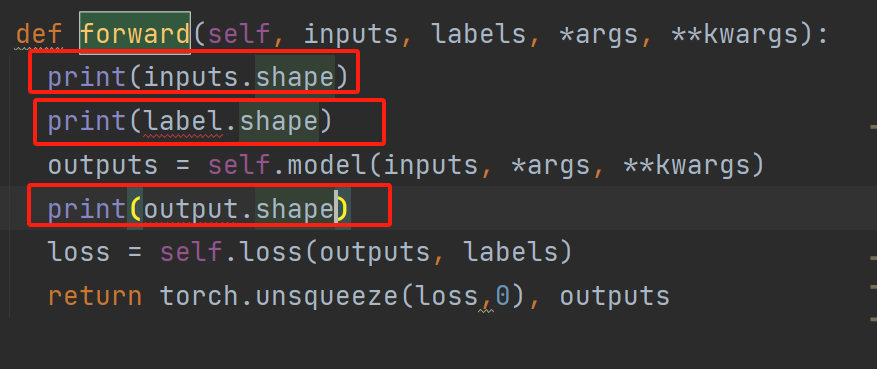 def forward(self, inputs, labels, *args, **kwargs):
print(inputs.shape)
print(label.shape)
outputs = self.model(inputs, *args, **kwargs)
print(output.shape)
loss = self.loss(outputs, labels)
return torch.unsqueeze(loss,0), outputs